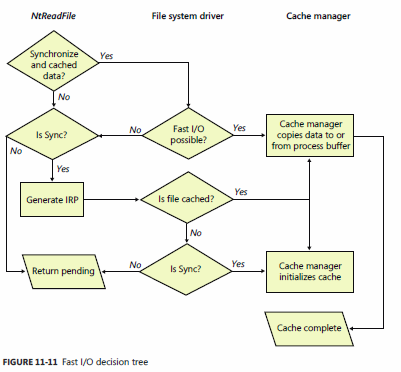 NtReadFile
File system driver
Cache manager
Synchronize
and cached
data?
Yes
No
Is Sync?
No
Fast I/O
possible?
Yes
Cache manager
copies data to or
from process buffer
No
Yes
Generate IRP
Is file cached?
Yes
No
Return pending
No
Is Sync?
Yes
Cache manager
initializes cache
Cache complete
FIGURE 11-11 Fast I/O decision tree